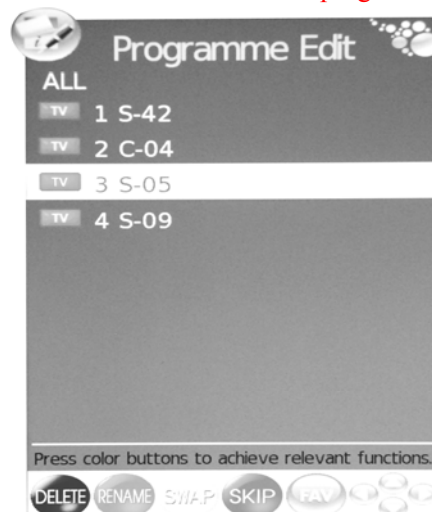 Programme Edit
ALL
TV 1 S-42
TV 2 C-04
TV 3 S-05
TV 4 S-09
Press color buttons to achieve relevant functions.
DELETE RENAME SWAP SKIP FAV